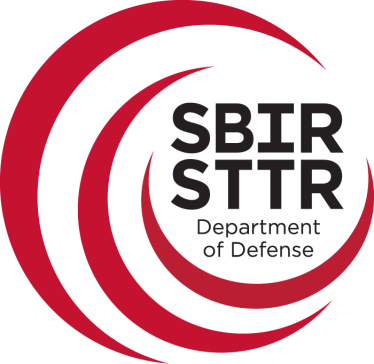 SBIR
STTR
Department
of Defense